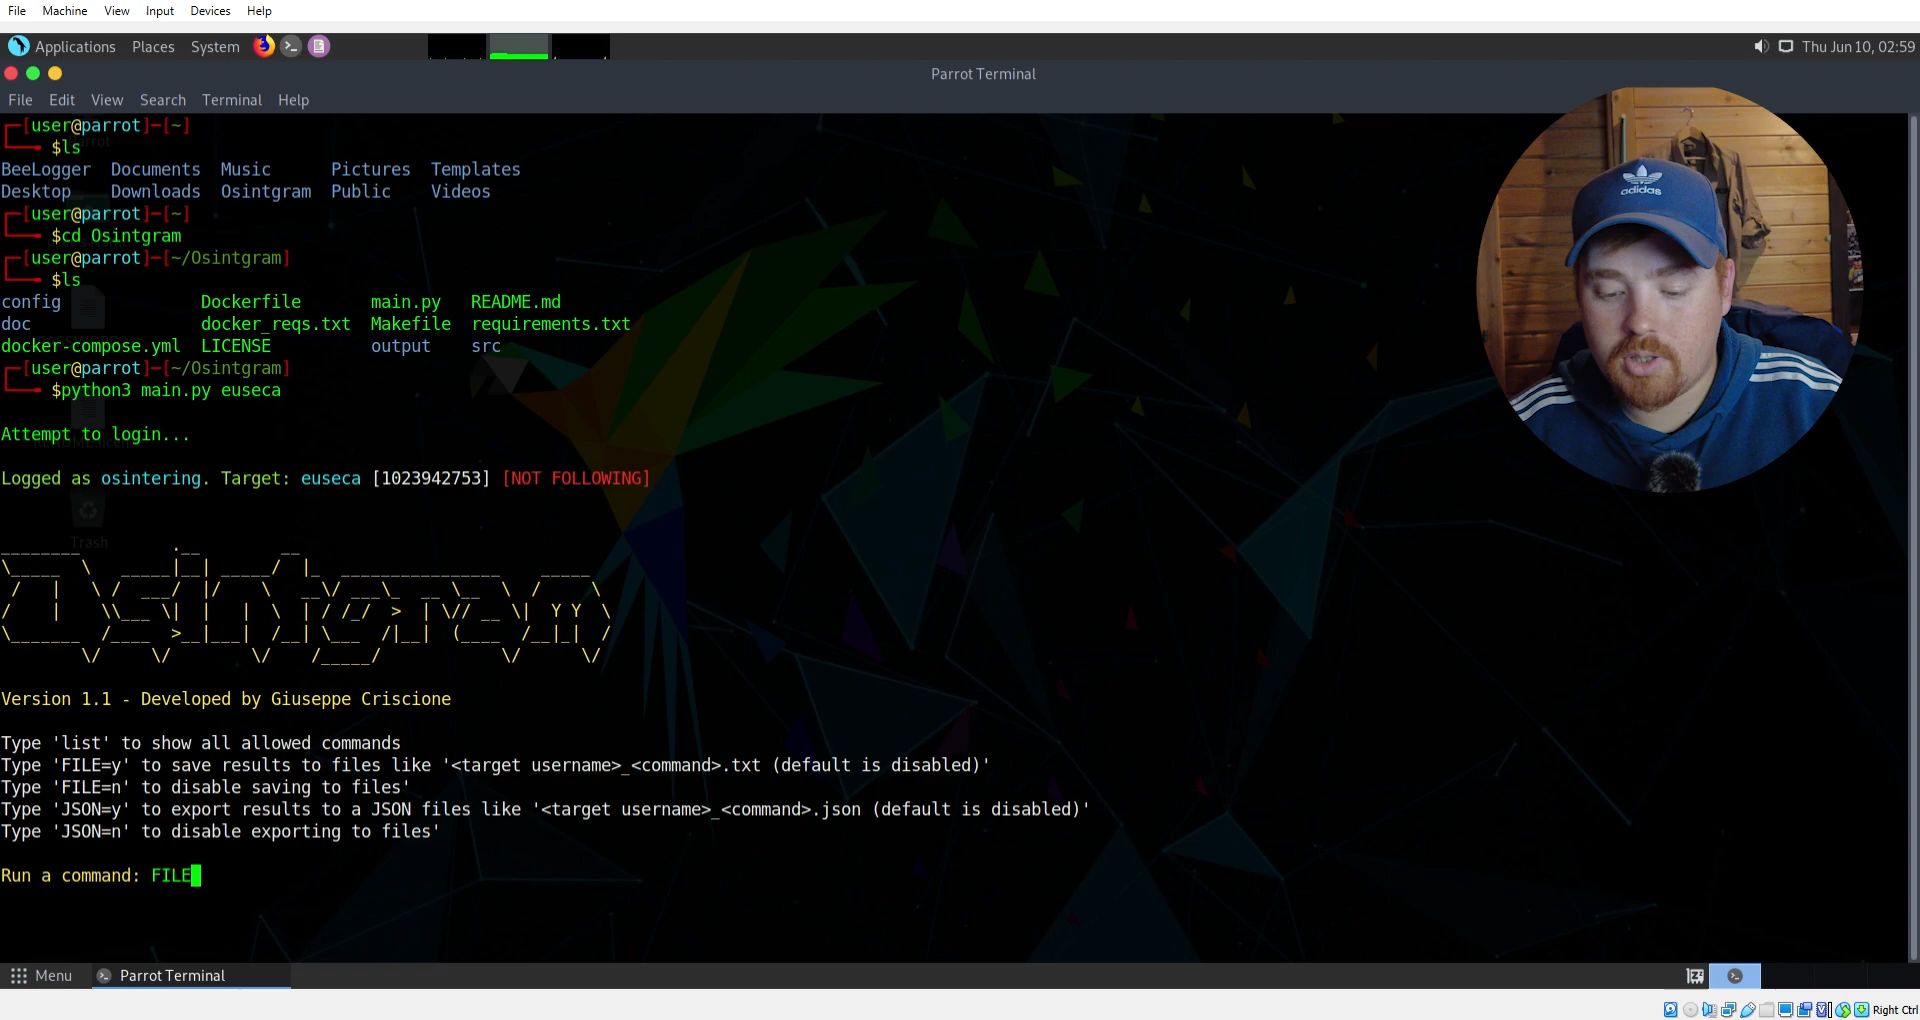 File Machine View Input Devices Help
Applications Places System Thu Jun 10, 02:59
Parrot Terminal
File Edit View Search Terminal Help
[user@parrot]-[~]
$ls
BeeLogger Documents Music Pictures Templates
Desktop Downloads Osintgram Public Videos
[user@parrot]-[~]
$cd Osintgram
[user@parrot]-[~/Osintgram]
$ls
config Dockerfile main.py README.md
doc docker_reqs.txt Makefile requirements.txt
docker-compose.yml LICENSE output src
[user@parrot]-[~/Osintgram]
$python3 main.py euseca
Attempt to login...
Logged as osintering. Target: euseca [1023942753] [NOT FOLLOWING]
Trash
Osintgram
Version 1.1 - Developed by Giuseppe Criscione
Type 'list' to show all allowed commands
Type 'FILE=y' to save results to files like '<target username>_<command>.txt (default is disabled)'
Type 'FILE=n' to disable saving to files'
Type 'JSON=y' to export results to a JSON files like '<target username>_<command>.json (default is disabled)'
Type 'JSON=n' to disable exporting to files'
Run a command: FILE
adidas
Menu Parrot Terminal
Right Ctrl